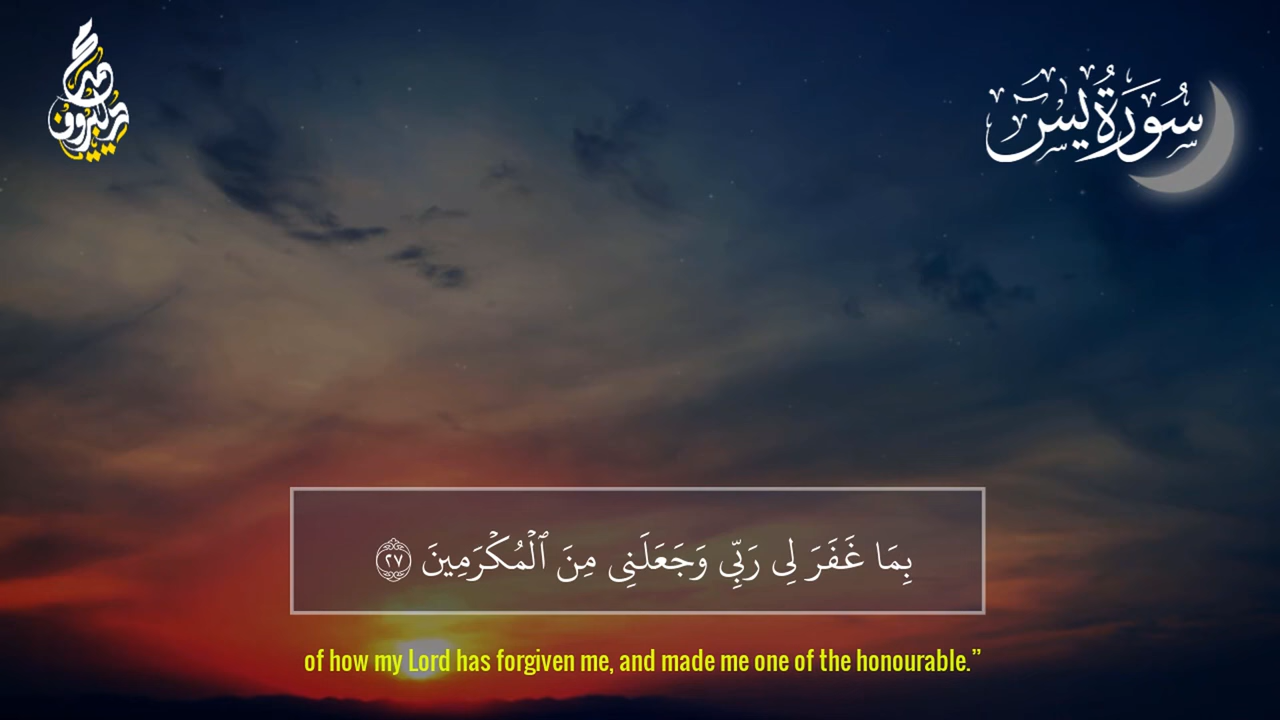 سُورَةُ يسٓ
بِمَا غَفَرَ لِى رَبِّى وَجَعَلَنِى مِنَ ٱلْمُكْرَمِينَ ٢٧
of how my Lord has forgiven me, and made me one of the honourable.”